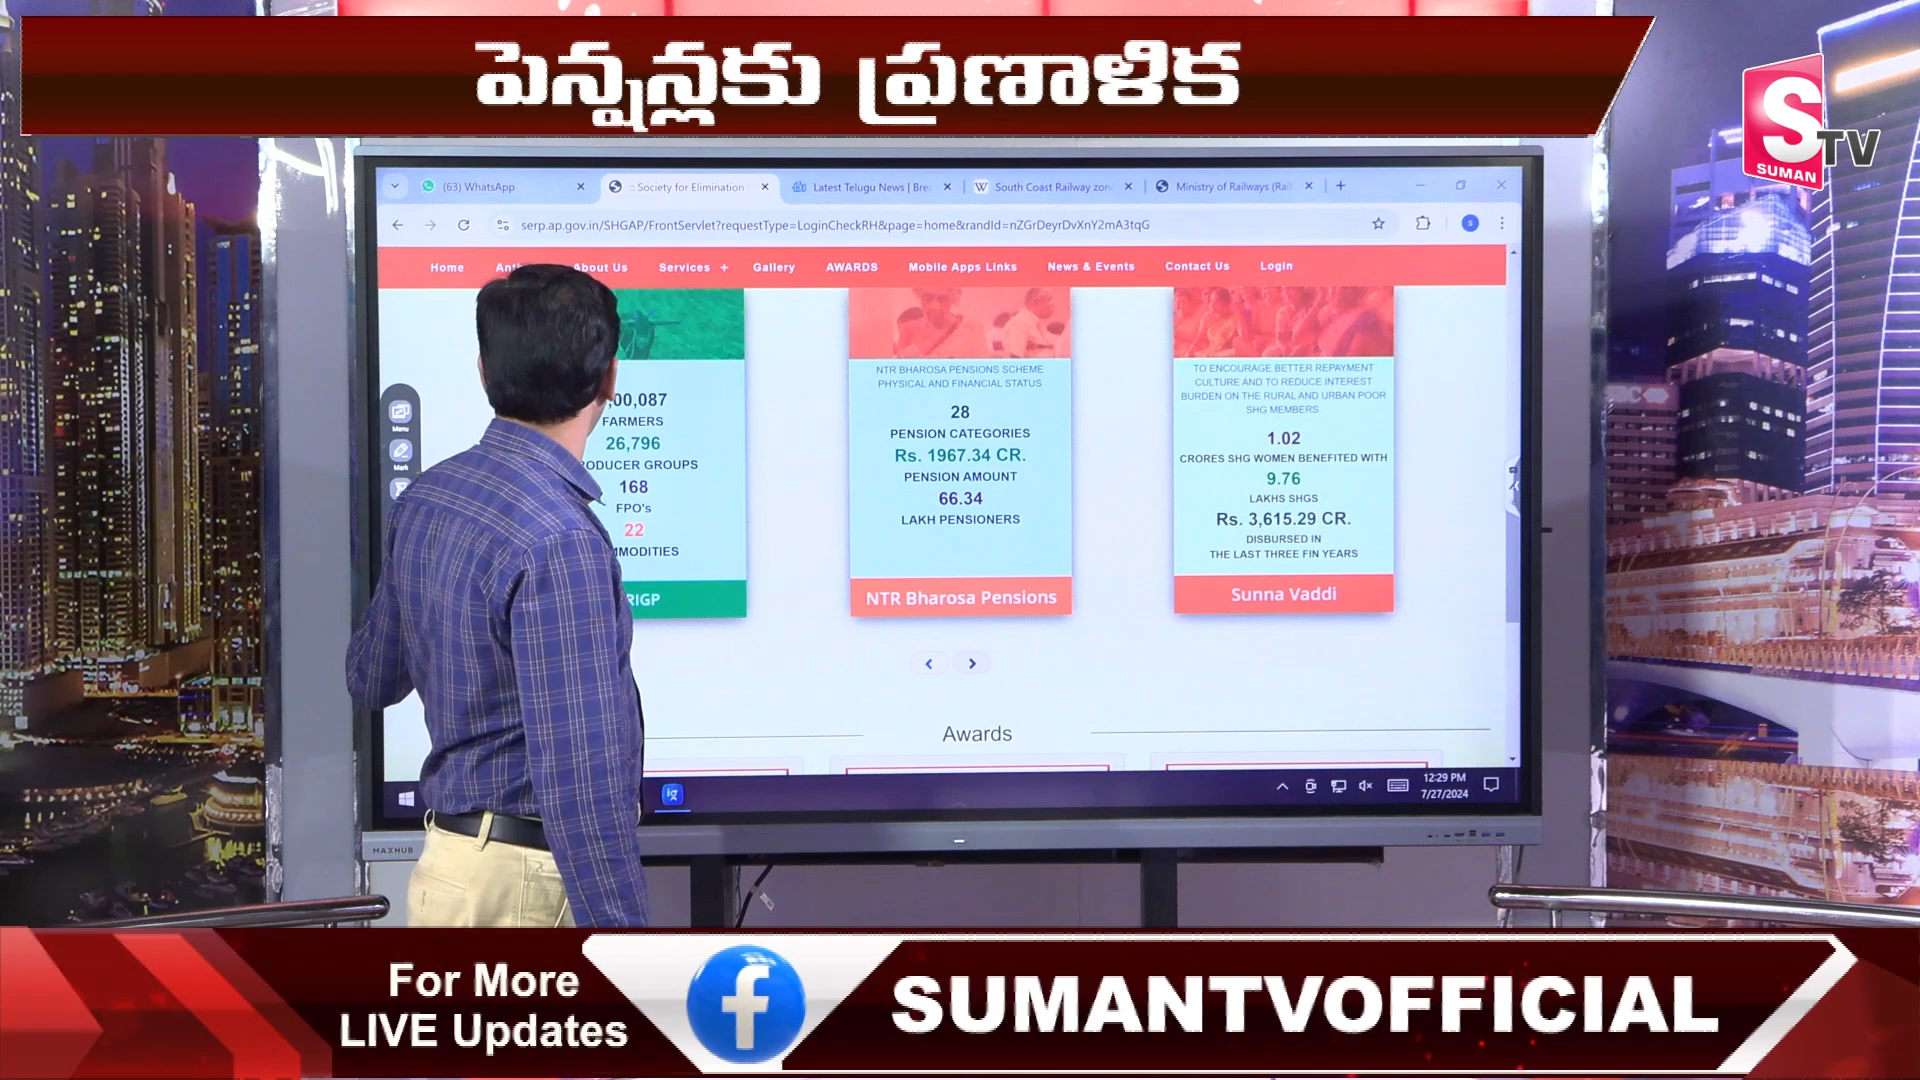 పెన్షన్లకు ప్రణాళిక
S
TV
SUMAN
(63) WhatsApp
:: Society for Elimination
Latest Telugu News | Bre
W South Coast Railway zon
Ministry of Railways (Rail
serp.ap.gov.in/SHGAP/FrontServlet?requestType=LoginCheckRH&page=home&randId=nZGrDeyrDvXnY2mA3tqG
Home
About Us
Services +
Gallery
AWARDS
Mobile Apps Links
News & Events
Contact Us
Login
Menu
Mark
,00,087
FARMERS
26,796
ODUCER GROUPS
168
FPO's
22
MODITIES
RIGP
NTR BHAROSA PENSIONS SCHEME
PHYSICAL AND FINANCIAL STATUS
28
PENSION CATEGORIES
Rs. 1967.34 CR.
PENSION AMOUNT
66.34
LAKH PENSIONERS
NTR Bharosa Pensions
TO ENCOURAGE BETTER REPAYMENT
CULTURE AND TO REDUCE INTEREST
BURDEN ON THE RURAL AND URBAN POOR
SHG MEMBERS
1.02
CRORES SHG WOMEN BENEFITED WITH
9.76
LAKHS SHGS
Rs. 3,615.29 CR.
DISBURSED IN
THE LAST THREE FIN YEARS
Sunna Vaddi
Awards
12:29 PM
7/27/2024
MAXHUB
For More
LIVE Updates
f
SUMANTVOFFICIAL